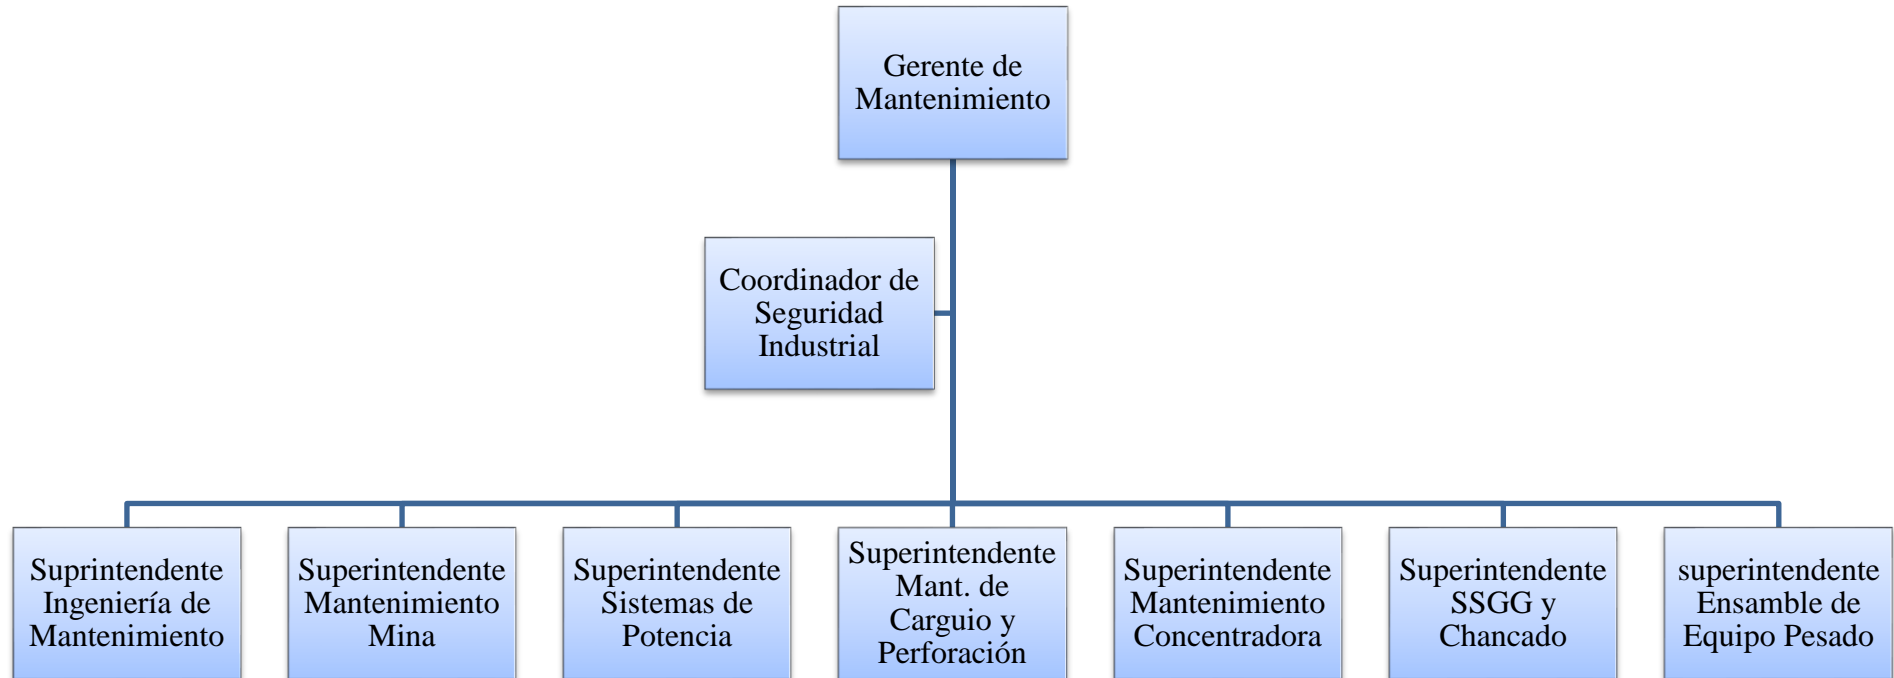 Gerente de
Mantenimiento
Coordinador de
Seguridad
Industrial
Suprintendente
Ingeniería de
Mantenimiento
Superintendente
Mantenimiento
Mina
Superintendente
Sistemas de
Potencia
Superintendente
Mant. de
Carguio y
Perforación
Superintendente
Mantenimiento
Concentradora
Superintendente
SSGG y
Chancado
superintendente
Ensamble de
Equipo Pesado